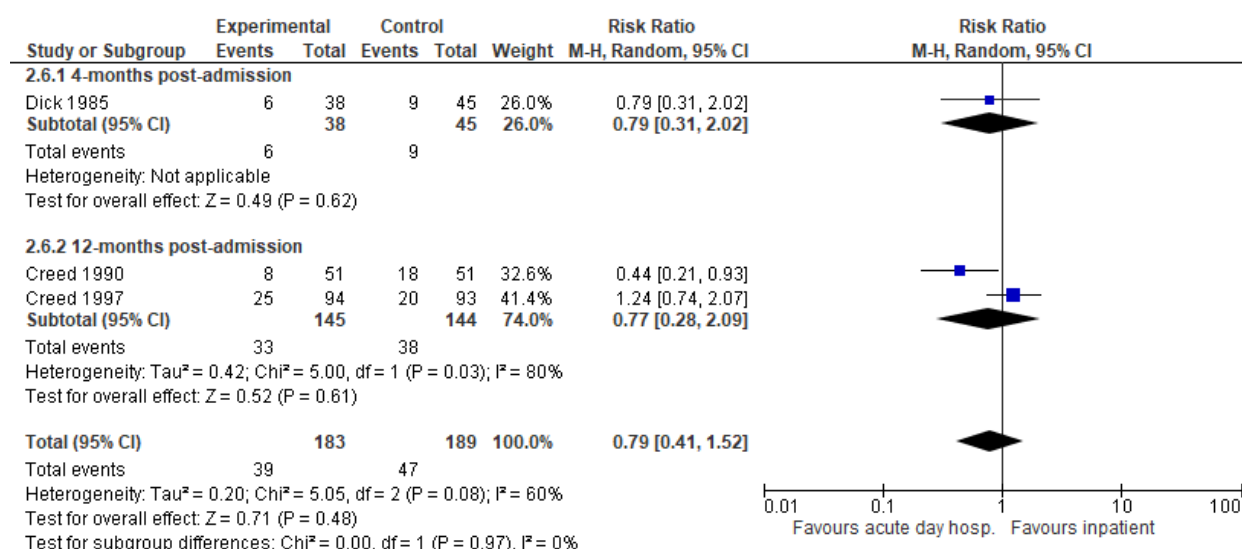 Experimental Control Risk Ratio Risk Ratio
Study or Subgroup Events Total Events Total Weight M-H, Random, 95% CI M-H, Random, 95% CI
2.6.1 4-months post-admission
Dick 1985 6 38 9 45 26.0% 0.79 [0.31, 2.02]
Subtotal (95% CI) 38 45 26.0% 0.79 [0.31, 2.02]
Total events 6 9
Heterogeneity: Not applicable
Test for overall effect: Z = 0.49 (P = 0.62)
2.6.2 12-months post-admission
Creed 1990 8 51 18 51 32.6% 0.44 [0.21, 0.93]
Creed 1997 25 94 20 93 41.4% 1.24 [0.74, 2.07]
Subtotal (95% CI) 145 144 74.0% 0.77 [0.28, 2.09]
Total events 33 38
Heterogeneity: Tau² = 0.42; Chi² = 5.00, df = 1 (P = 0.03); I² = 80%
Test for overall effect: Z = 0.52 (P = 0.61)
Total (95% CI) 183 189 100.0% 0.79 [0.41, 1.52]
Total events 39 47
Heterogeneity: Tau² = 0.20; Chi² = 5.05, df = 2 (P = 0.08); I² = 60%
Test for overall effect: Z = 0.71 (P = 0.48)
Test for subgroup differences: Chi² = 0.00, df = 1 (P = 0.97), I² = 0%
0.01 0.1 1 10 100
Favours acute day hosp. Favours inpatient